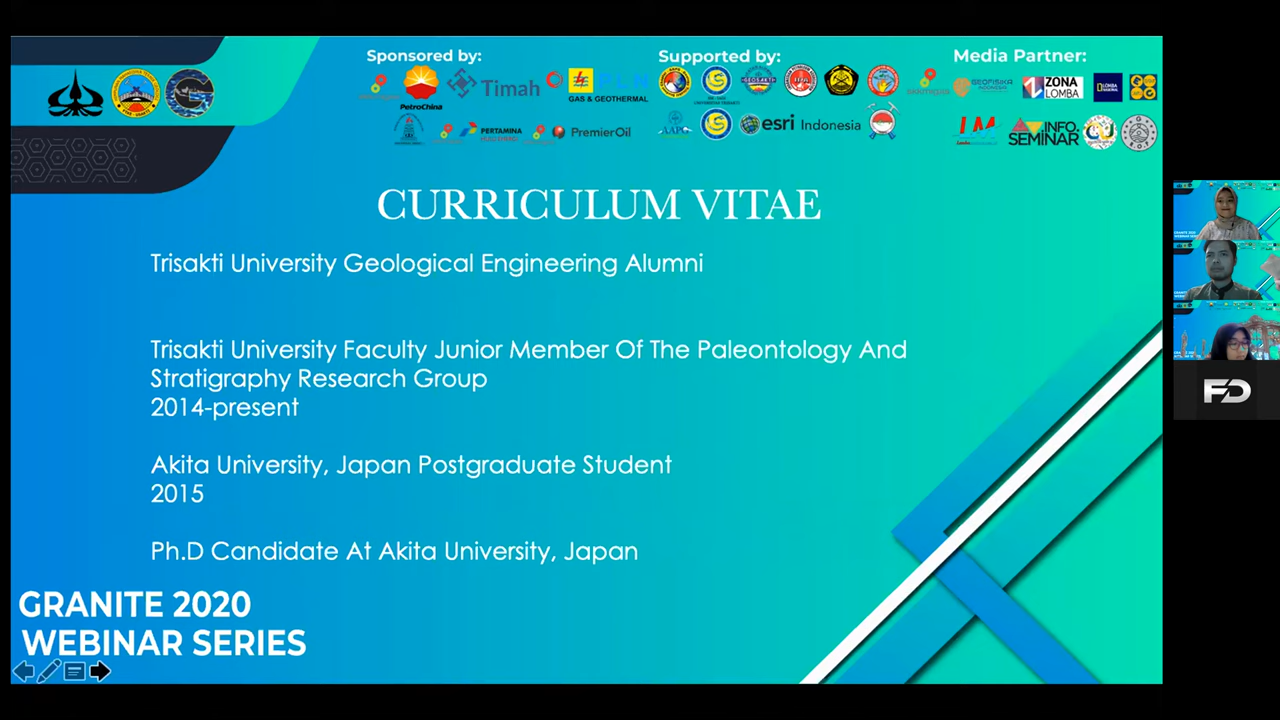 Sponsored by:
Supported by:
Media Partner:
PetroChina
Timah
GAS & GEOTHERMAL
PERTAMINA
PremierOil
esri Indonesia
ZONA
LOMBA
LM
INFO.
SEMINAR
CURRICULUM VITAE
Trisakti University Geological Engineering Alumni
Trisakti University Faculty Junior Member Of The Paleontology And
Stratigraphy Research Group
2014-present
Akita University, Japan Postgraduate Student
2015
Ph.D Candidate At Akita University, Japan
GRANITE 2020
WEBINAR SERIES
FD